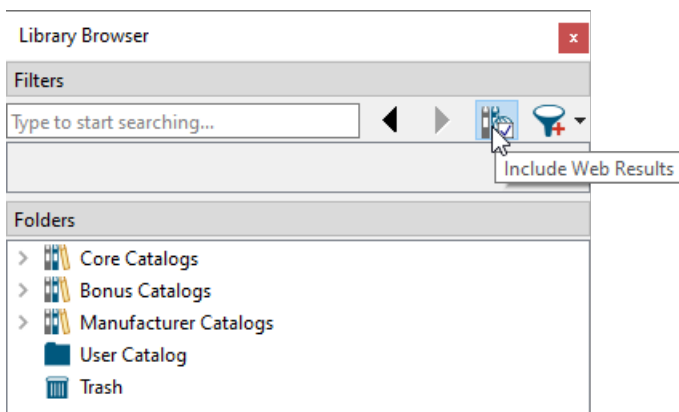 Library Browser
x
Filters
Type to start searching...
Include Web Results
Folders
Core Catalogs
Bonus Catalogs
Manufacturer Catalogs
User Catalog
Trash